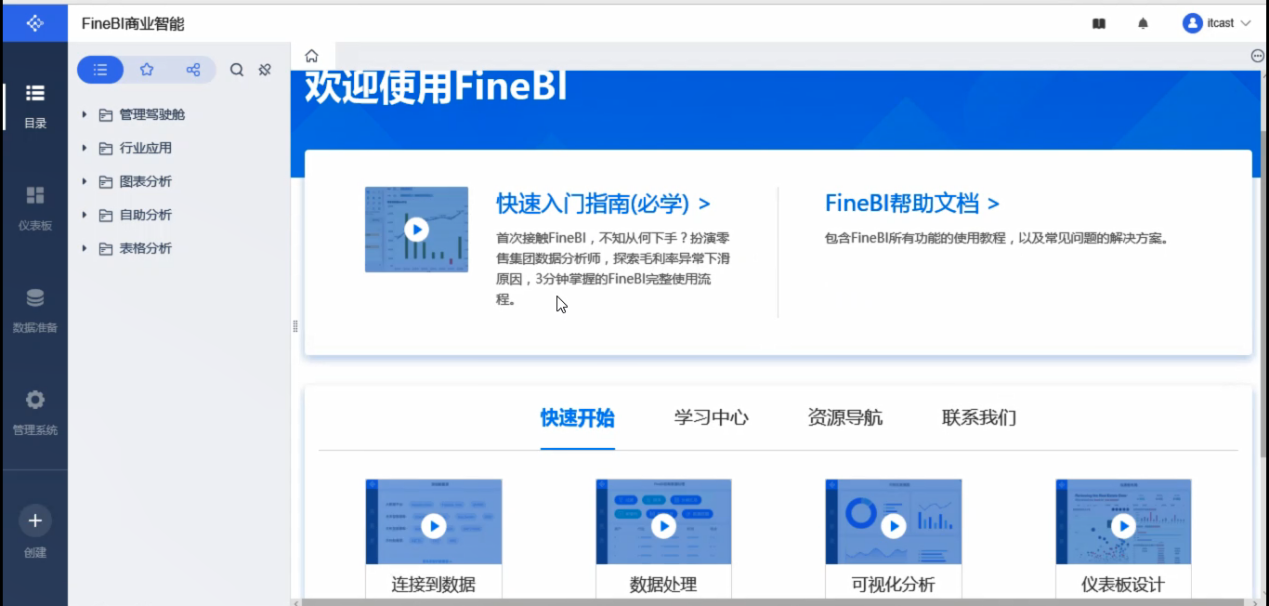 FineBI商业智能
itcast
目录
仪表板
数据准备
管理系统
创建
管理驾驶舱
行业应用
图表分析
自助分析
表格分析
欢迎使用FineBI
快速入门指南(必学) >
首次接触FineBI，不知从何下手？扮演零
售集团数据分析师，探索毛利率异常下滑
原因，3分钟掌握的FineBI完整使用流
程。
FineBI帮助文档 >
包含FineBI所有功能的使用教程，以及常见问题的解决方案。
快速开始
学习中心
资源导航
联系我们
连接到数据
数据处理
可视化分析
仪表板设计